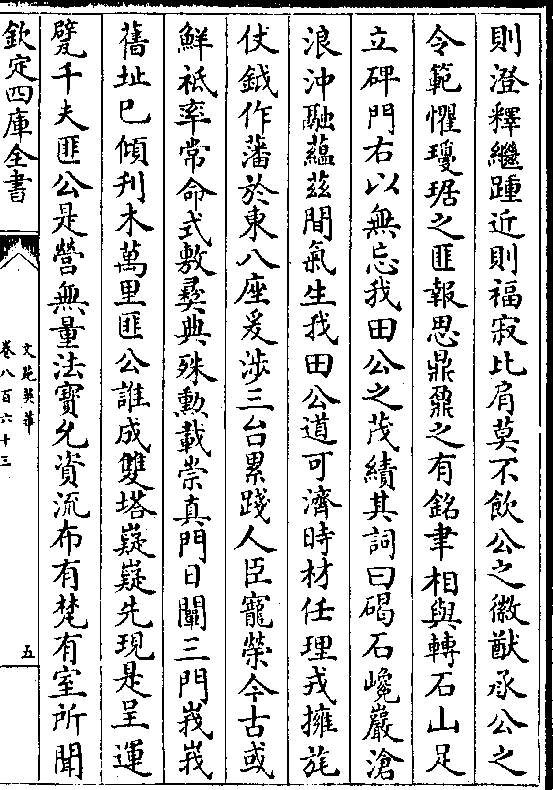 則澄釋繼踵近則福寂比肩莫不飲公之徽猷承公之
令範懼瓊琚之匪報思鼎鼐之有銘聿相與轉石山足
立碑門右以無忘我田公之茂績其詞曰碣石巉巖滄
浪沖融蘊茲間氣生我田公道可濟時材任理戎擁旄
仗鉞作藩於東八座爰涉三台累踐人臣寵榮今古或
鮮祗率常命式敷彛典殊勳載崇真門日闡三門峩峩
舊址已傾刋木萬里匪公誰成雙塔嶷嶷先現是呈運
甓千夫匪公是營無量法寶允資流布有梵有室所聞
欽定四庫全書
文苑英華
卷八百六十三
五